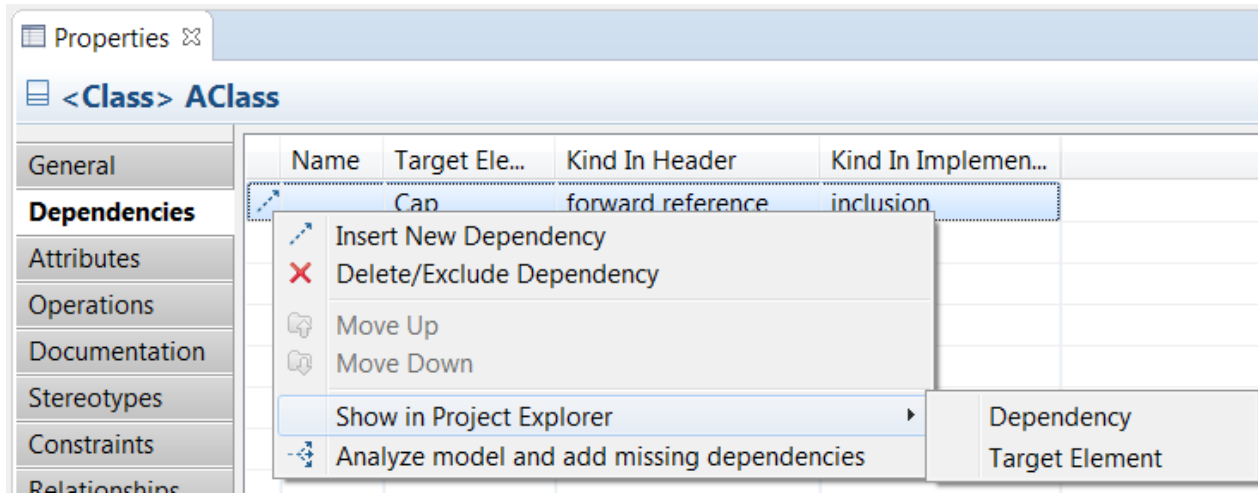 Properties
<Class> AClass
General
Dependencies
Attributes
Operations
Documentation
Stereotypes
Constraints
Relationships
Name Target Ele... Kind In Header Kind In Implemen...
Cap forward reference inclusion
Insert New Dependency
Delete/Exclude Dependency
Move Up
Move Down
Show in Project Explorer
Analyze model and add missing dependencies
Dependency
Target Element